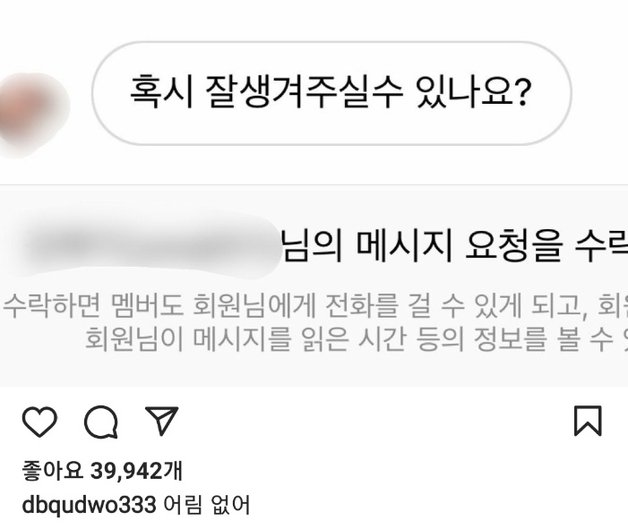 혹시 잘생겨주실수 있나요?
님의 메시지 요청을 수락
수락하면 멤버도 회원님에게 전화를 걸 수 있게 되고, 회원
회원님이 메시지를 읽은 시간 등의 정보를 볼 수
좋아요 39,942개
dbqudwo333 어림 없어